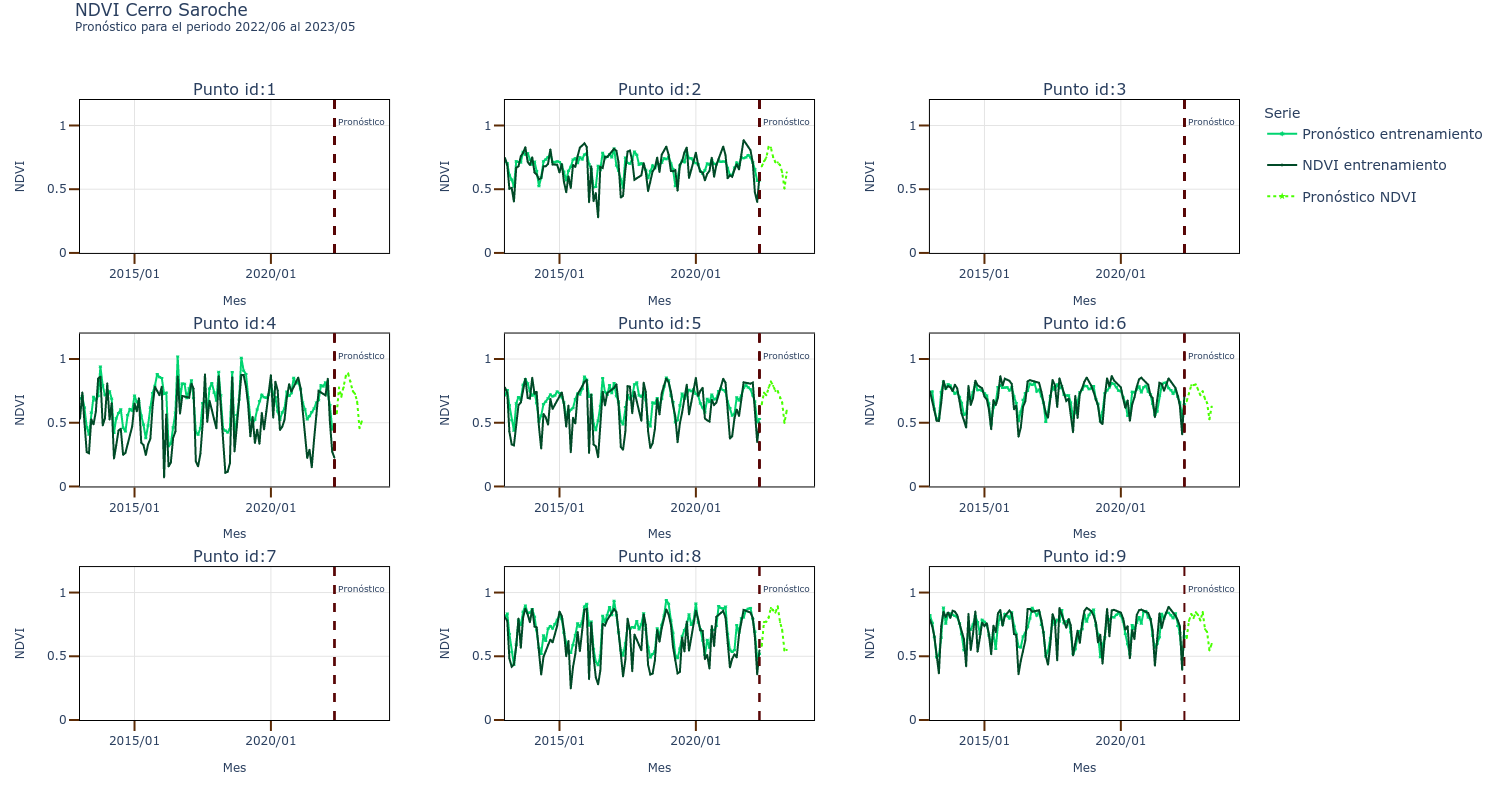 NDVI Cerro Saroche
Pronóstico para el periodo 2022/06 al 2023/05
Punto id:1
Punto id:2
Punto id:3
Serie
Pronóstico entrenamiento
NDVI entrenamiento
Pronóstico NDVI
1
0.5
0
NDVI
Pronóstico
2015/01
2020/01
Mes
1
0.5
0
NDVI
Pronóstico
2015/01
2020/01
Mes
1
0.5
0
NDVI
Pronóstico
2015/01
2020/01
Mes
Punto id:4
Punto id:5
Punto id:6
1
0.5
0
NDVI
Pronóstico
2015/01
2020/01
Mes
1
0.5
0
NDVI
Pronóstico
2015/01
2020/01
Mes
1
0.5
0
NDVI
Pronóstico
2015/01
2020/01
Mes
Punto id:7
Punto id:8
Punto id:9
1
0.5
0
NDVI
Pronóstico
2015/01
2020/01
Mes
1
0.5
0
NDVI
Pronóstico
2015/01
2020/01
Mes
1
0.5
0
NDVI
Pronóstico
2015/01
2020/01
Mes